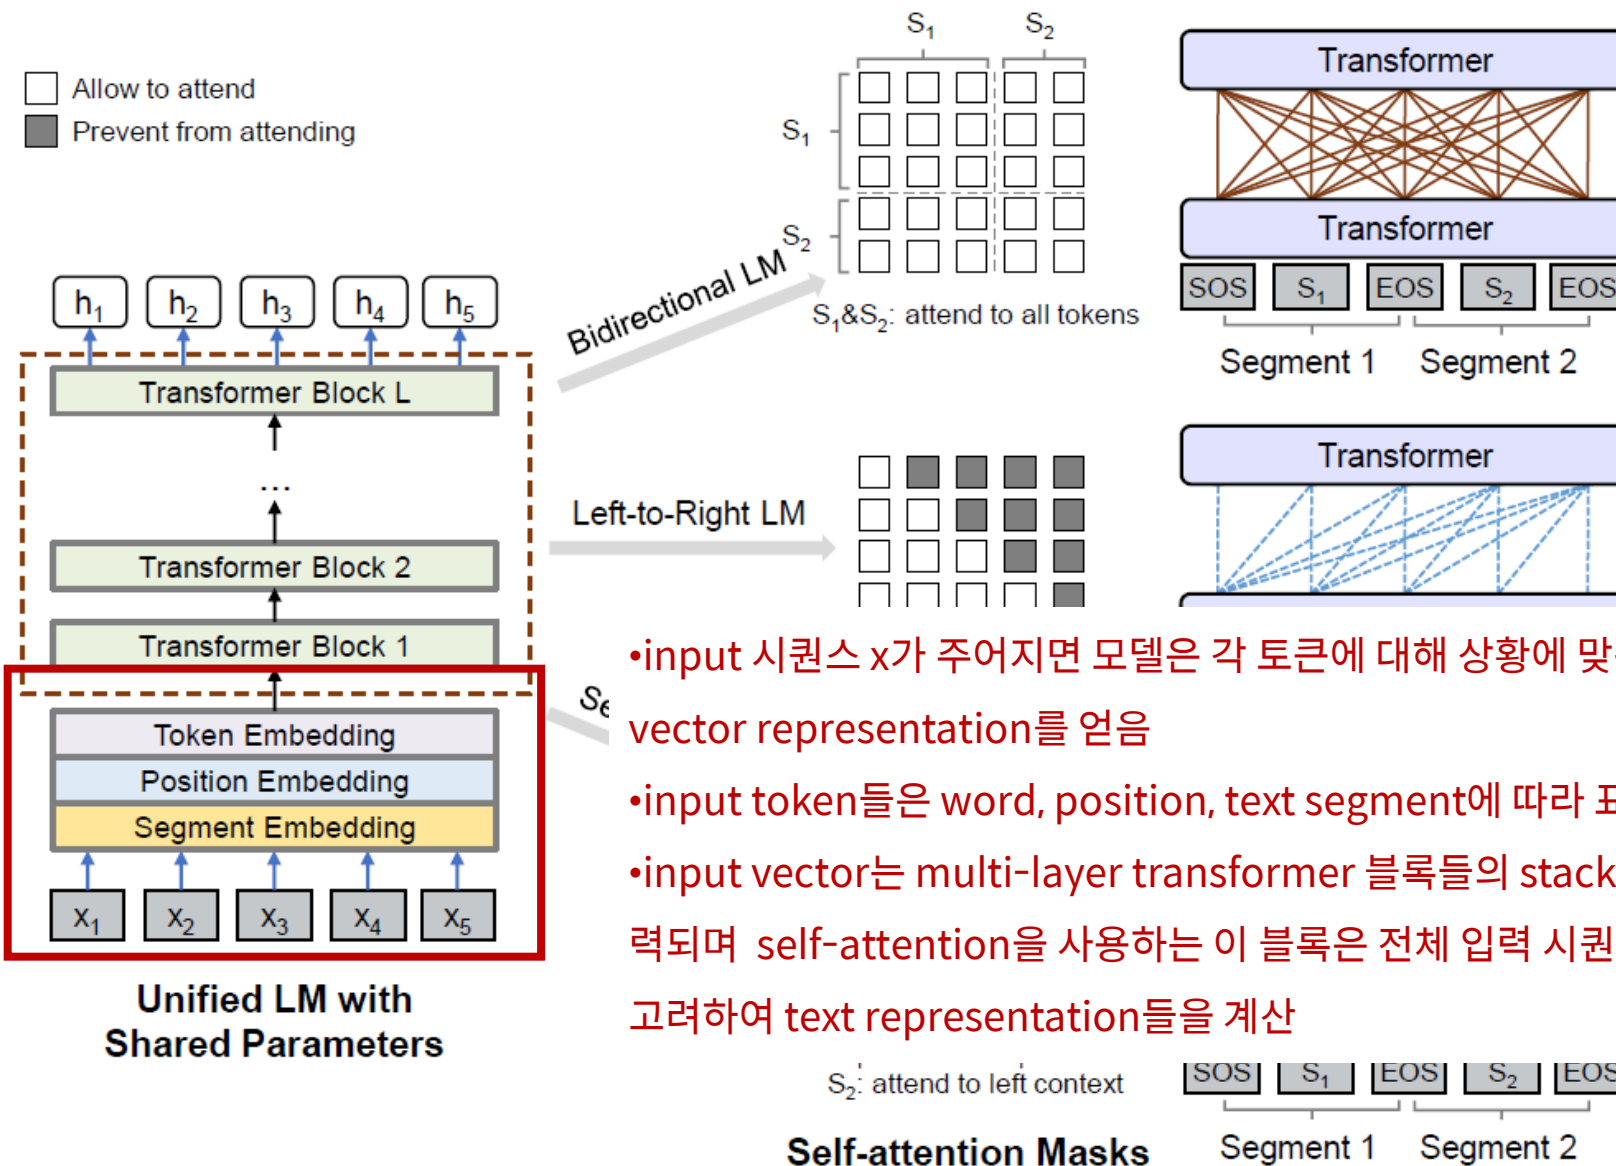 Allow to attend
Prevent from attending
h1 h2 h3 h4 h5
Transformer Block L
...
Transformer Block 2
Transformer Block 1
Token Embedding
Position Embedding
Segment Embedding
x1 x2 x3 x4 x5
Unified LM with
Shared Parameters
Bidirectional LM
Left-to-Right LM
S1 S2
S1
S2
S1&S2: attend to all tokens
Transformer
Transformer
SOS S1 EOS S2 EOS
Segment 1 Segment 2
Transformer
•input 시퀀스 x가 주어지면 모델은 각 토큰에 대해 상황에
vector representation를 얻음
•input token들은 word, position, text segment에 따라
•input vector는 multi-layer transformer 블록들의 stack
력되며 self-attention을 사용하는 이 블록은 전체 입력 시퀀
고려하여 text representation들을 계산
S2: attend to left context
SOS S1 EOS S2 EOS
Self-attention Masks
Segment 1 Segment 2